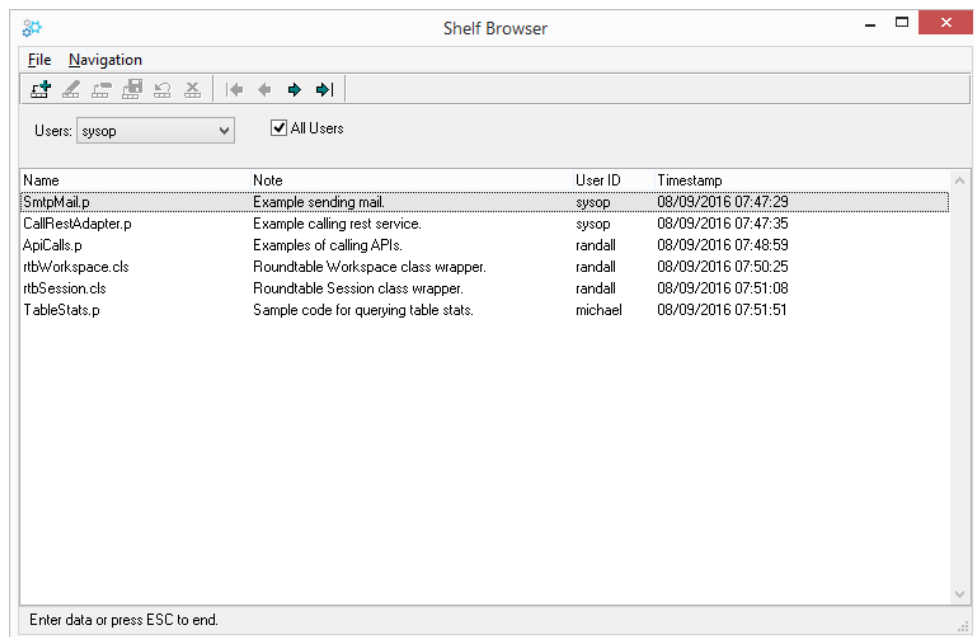 Shelf Browser
File Navigation
Users: sysop All Users
Name Note User ID Timestamp
SmtpMail.p Example sending mail. sysop 08/09/2016 07:47:29
CallRestAdapter.p Example calling rest service. sysop 08/09/2016 07:47:35
ApiCalls.p Examples of calling APIs. randall 08/09/2016 07:48:59
rtbWorkspace.cls Roundtable Workspace class wrapper. randall 08/09/2016 07:50:25
rtbSession.cls Roundtable Session class wrapper. randall 08/09/2016 07:51:08
TableStats.p Sample code for querying table stats. michael 08/09/2016 07:51:51
Enter data or press ESC to end.